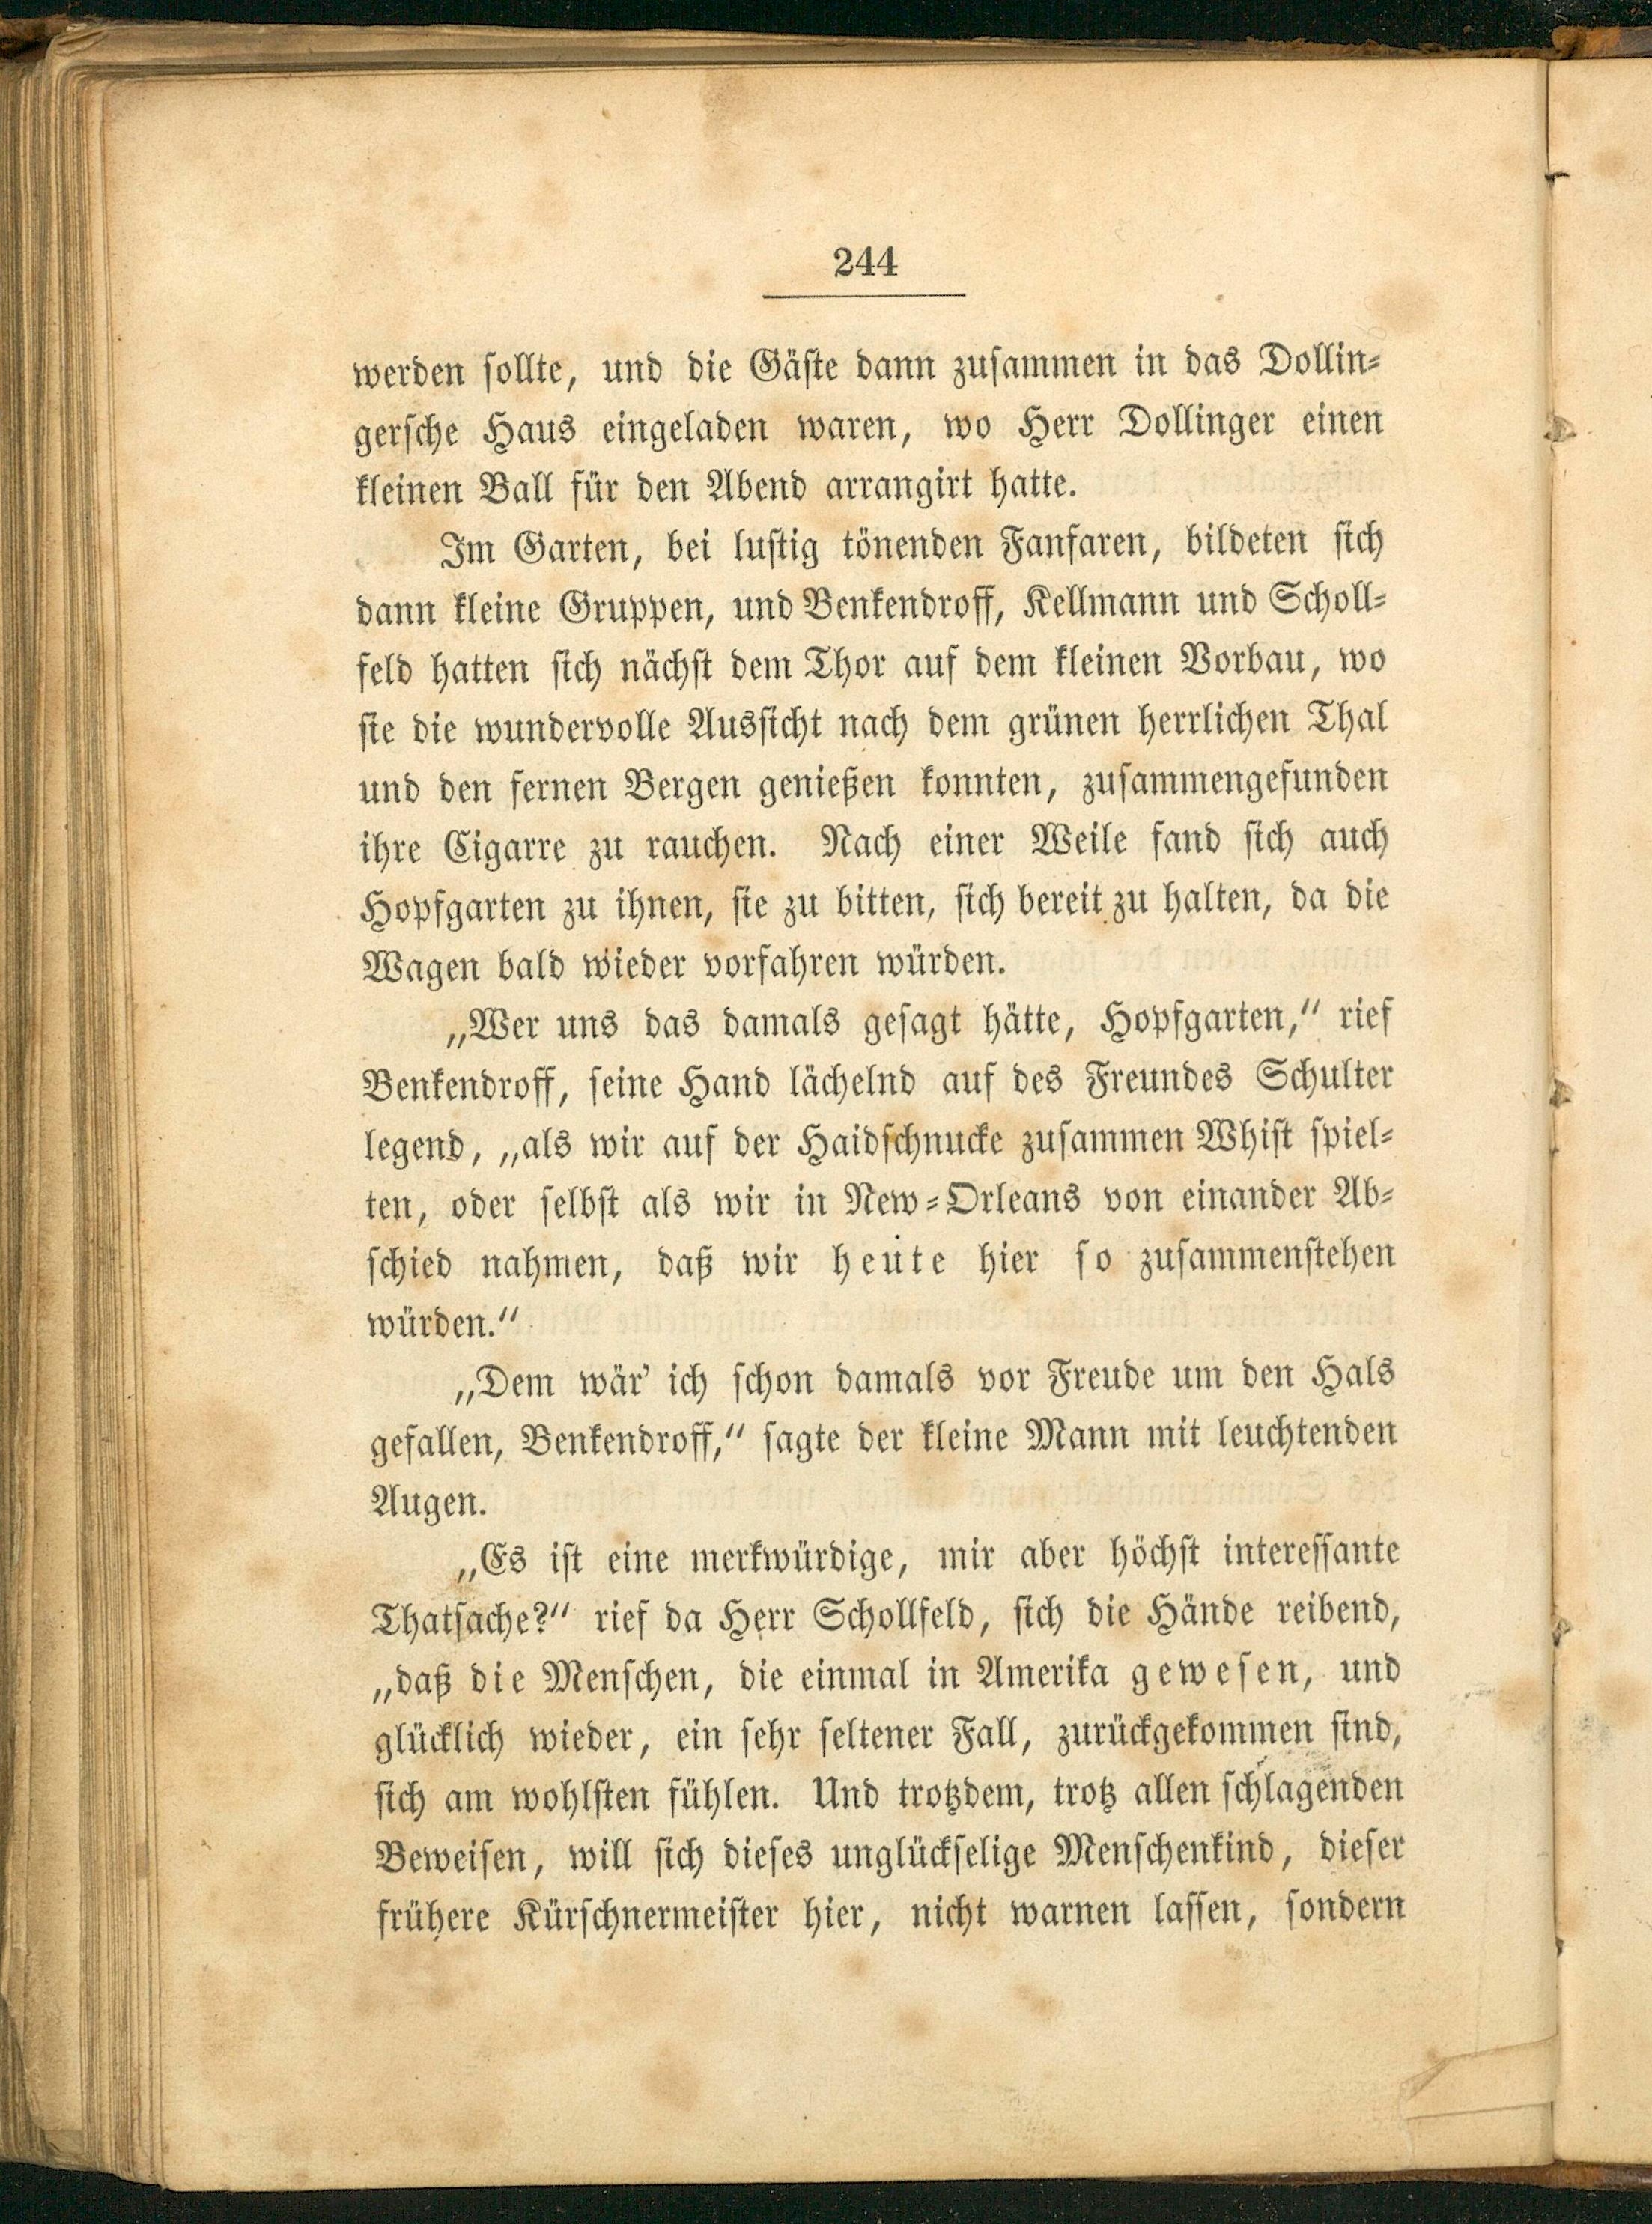 244
werden sollte, und die Gäste dann zusammen in das Dollin-
gersche Haus eingeladen waren, wo Herr Dollinger einen
kleinen Ball für den Abend arrangirt hatte.
Im Garten, bei lustig tönenden Fanfaren, bildeten sich
dann kleine Gruppen, und Benkendroff, Kellmann und Scholl-
feld hatten sich nächst dem Thor auf dem kleinen Vorbau, wo
sie die wundervolle Aussicht nach dem grünen herrlichen Thal
und den fernen Bergen genießen konnten, zusammengefunden
ihre Cigarre zu rauchen. Nach einer Weile fand sich auch
Hopfgarten zu ihnen, sie zu bitten, sich bereit zu halten, da die
Wagen bald wieder vorfahren würden.
„Wer uns das damals gesagt hätte, Hopfgarten,“ rief
Benkendroff, seine Hand lächelnd auf des Freundes Schulter
legend, „als wir auf der Haidschnucke zusammen Whist spiel-
ten, oder selbst als wir in New-Orleans von einander Ab-
schied nahmen, daß wir heute hier so zusammenstehen
würden.“
„Dem wär' ich schon damals vor Freude um den Hals
gefallen, Benkendroff,“ sagte der kleine Mann mit leuchtenden
Augen.
„Es ist eine merkwürdige, mir aber höchst interessante
Thatsache?“ rief da Herr Schollfeld, sich die Hände reibend,
„daß die Menschen, die einmal in Amerika gewesen, und
glücklich wieder, ein sehr seltener Fall, zurückgekommen sind,
sich am wohlsten fühlen. Und trotzdem, trotz allen schlagenden
Beweisen, will sich dieses unglückselige Menschenkind, dieser
frühere Kürschnermeister hier, nicht warnen lassen, sondern